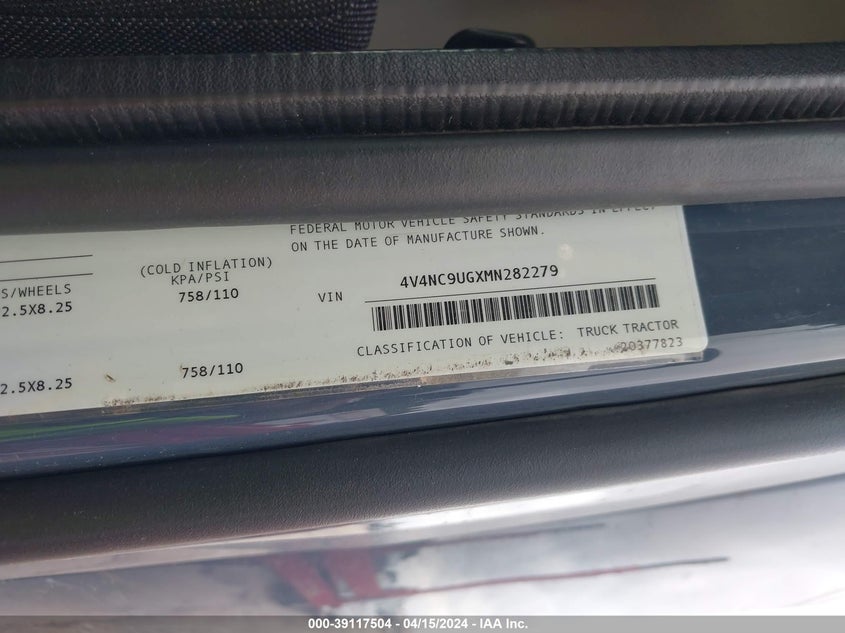 FEDERAL MOTOR VEHICLE SAFETY STANDARDS IN EFFECT
ON THE DATE OF MANUFACTURE SHOWN.
(COLD INFLATION)
KPA/PSI
S/WHEELS
2.5X8.25
758/110
VIN
4V4NC9UGXMN282279
CLASSIFICATION OF VEHICLE: TRUCK TRACTOR
20377823
2.5X8.25
758/110
000-39117504 - 04/15/2024 - IAA Inc.